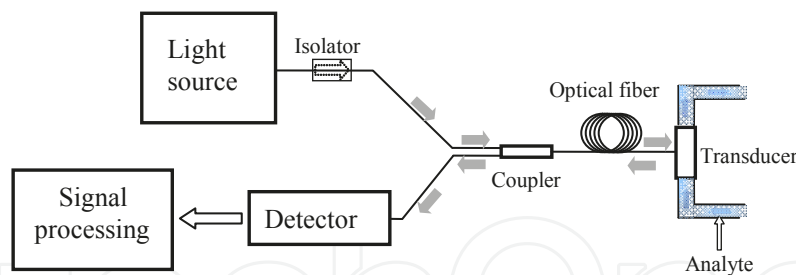 Light
source
Isolator
Optical fiber
Coupler
Transducer
Signal
processing
Detector
Analyte